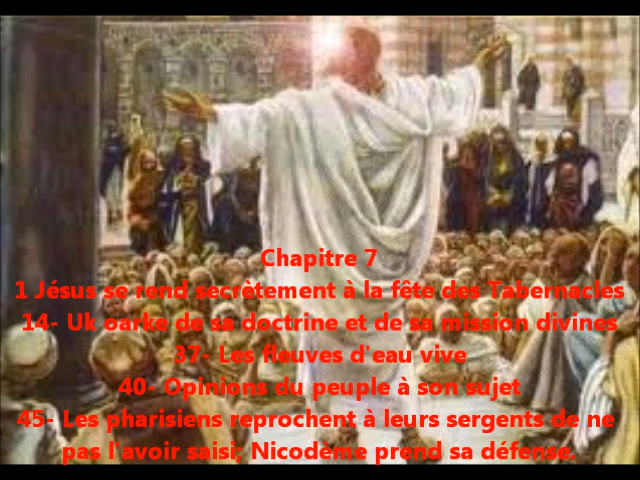 Chapitre 7
1 Jésus se rend secrètement à la fête des Tabernacles
14- Uk oarke de sa doctrine et de sa mission divines
37- Les fleuves d'eau vive
40- Opinions du peuple à son sujet
45- Les pharisiens reprochent à leurs sergents de ne
pas l'avoir saisi; Nicodème prend sa défense.